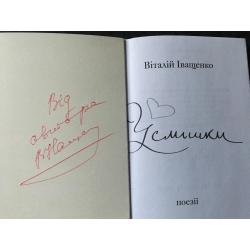 Від
автора
Віталій Іващенко
Усмішки
поезії